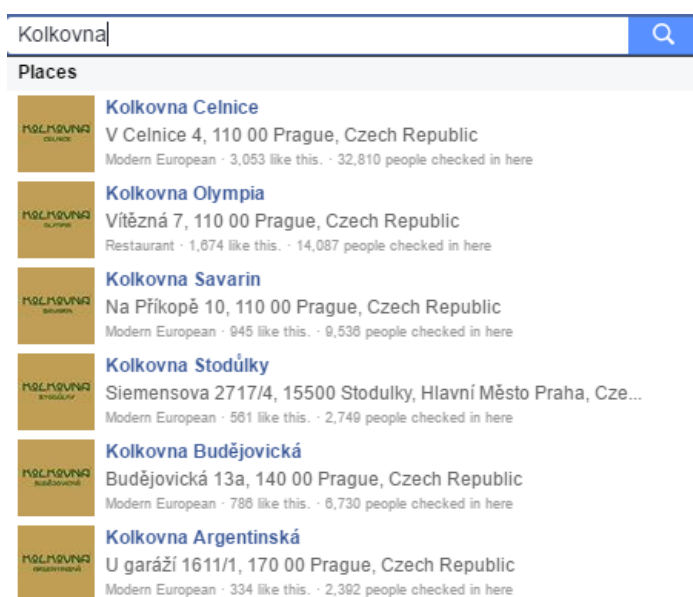 Kolkovna
Places
KOLKOVNA
CELNICE
Kolkovna Celnice
V Celnice 4, 110 00 Prague, Czech Republic
Modern European · 3,053 like this. · 32,810 people checked in here
KOLKOVNA
OLYMPIA
Kolkovna Olympia
Vítězná 7, 110 00 Prague, Czech Republic
Restaurant · 1,674 like this. · 14,087 people checked in here
KOLKOVNA
SAVARIN
Kolkovna Savarin
Na Příkopě 10, 110 00 Prague, Czech Republic
Modern European · 945 like this. · 9,536 people checked in here
KOLKOVNA
STODŮLKY
Kolkovna Stodůlky
Siemensova 2717/4, 15500 Stodulky, Hlavní Město Praha, Cze...
Modern European · 561 like this. · 2,749 people checked in here
KOLKOVNA
BUDĚJOVICKÁ
Kolkovna Budějovická
Budějovická 13a, 140 00 Prague, Czech Republic
Modern European · 786 like this. · 6,730 people checked in here
KOLKOVNA
ARGENTINSKÁ
Kolkovna Argentinská
U garáží 1611/1, 170 00 Prague, Czech Republic
Modern European · 334 like this. · 2,392 people checked in here